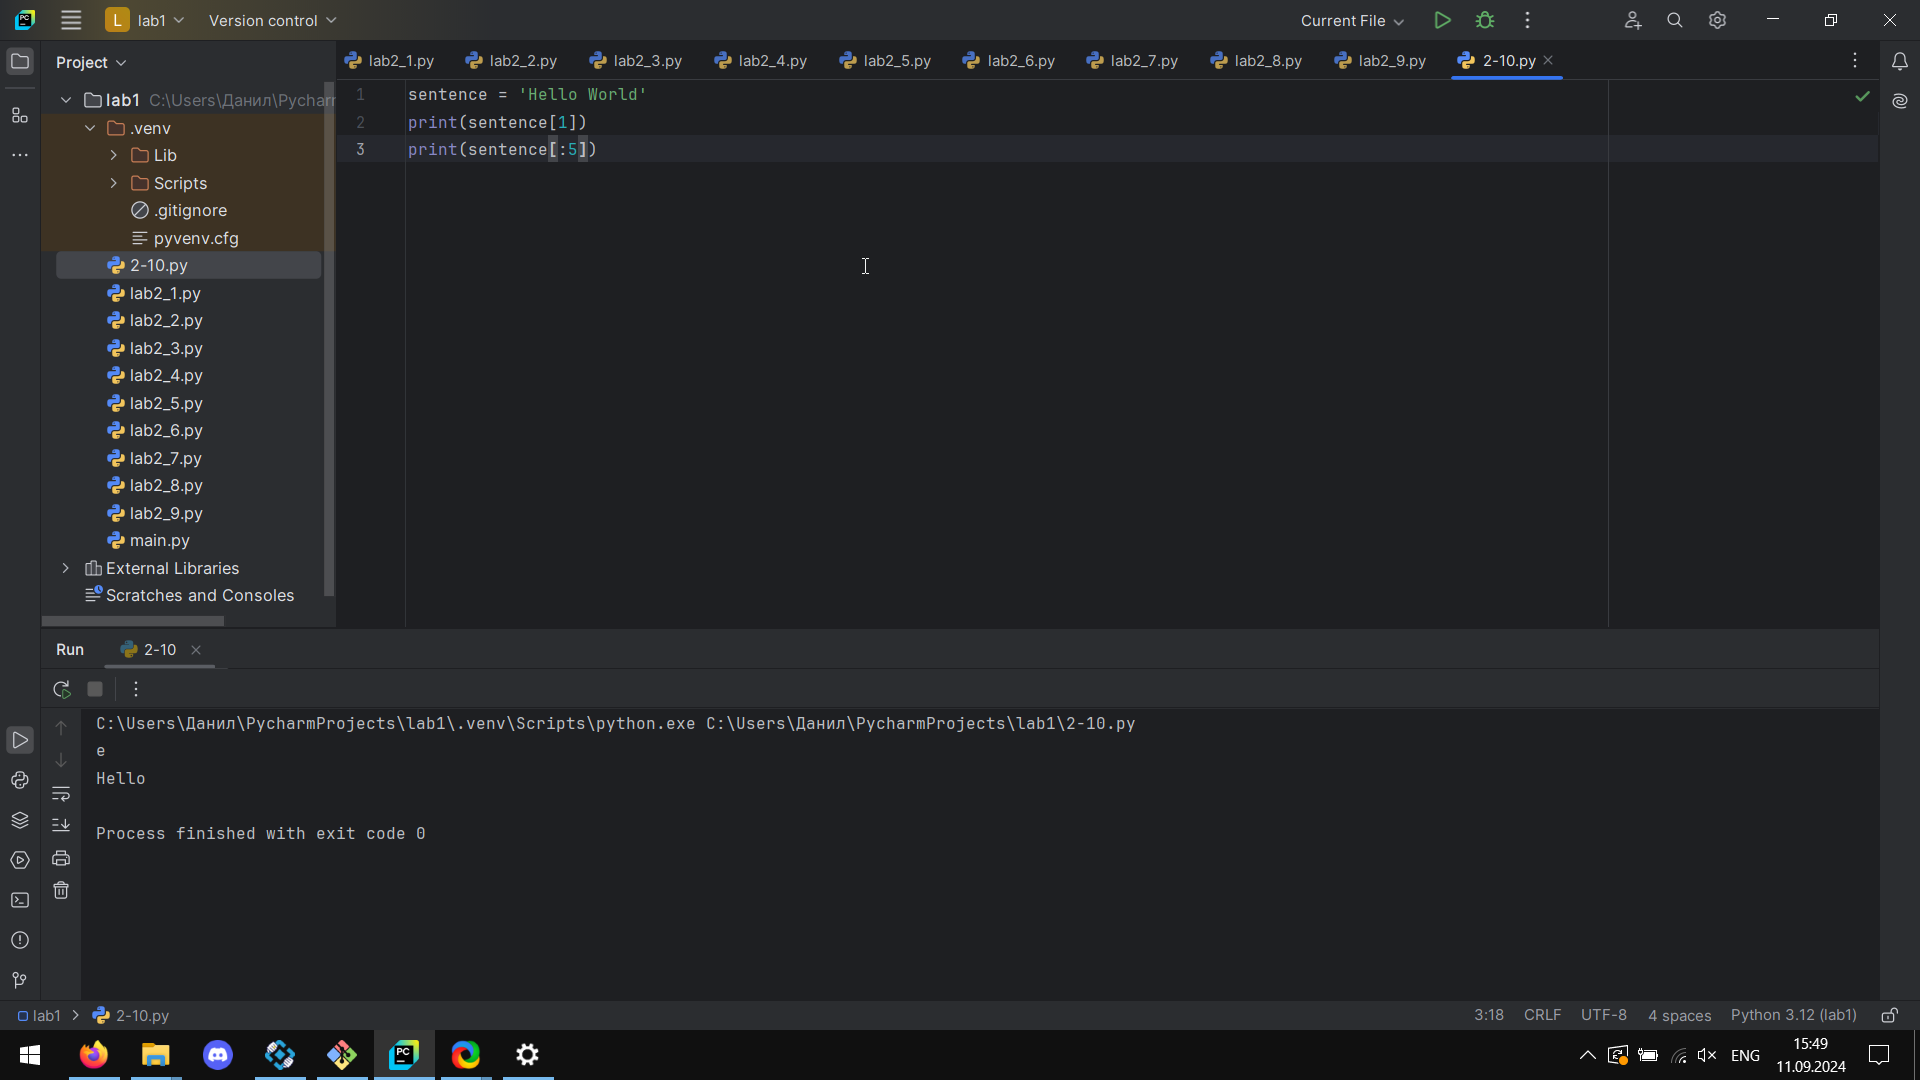 L lab1 Version control Current File
Project
lab2_1.py lab2_2.py lab2_3.py lab2_4.py lab2_5.py lab2_6.py lab2_7.py lab2_8.py lab2_9.py 2-10.py
lab1 C:\Users\Данил\Pychar
.venv
Lib
Scripts
.gitignore
pyvenv.cfg
2-10.py
lab2_1.py
lab2_2.py
lab2_3.py
lab2_4.py
lab2_5.py
lab2_6.py
lab2_7.py
lab2_8.py
lab2_9.py
main.py
External Libraries
Scratches and Consoles
1 sentence = 'Hello World'
2 print(sentence[1])
3 print(sentence[:5])
Run 2-10
C:\Users\Данил\PycharmProjects\lab1\.venv\Scripts\python.exe C:\Users\Данил\PycharmProjects\lab1\2-10.py
e
Hello
Process finished with exit code 0
lab1 2-10.py 3:18 CRLF UTF-8 4 spaces Python 3.12 (lab1)
PC ENG 15:49
11.09.2024